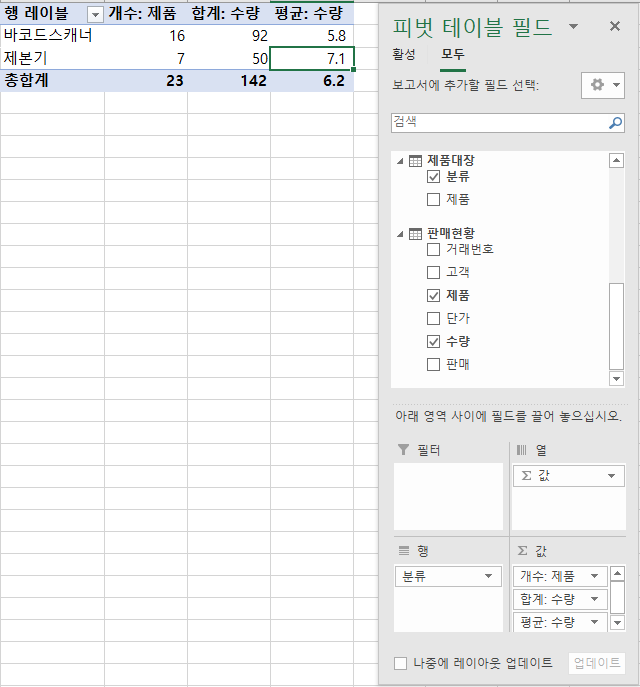 행 레이블 개수: 제품 합계: 수량 평균: 수량
바코드스캐너 16 92 5.8
제본기 7 50 7.1
총합계 23 142 6.2
피벗 테이블 필드
활성 모두
보고서에 추가할 필드 선택:
검색
제품대장
분류
제품
판매현황
거래번호
고객
제품
단가
수량
판매
아래 영역 사이에 필드를 끌어 놓으십시오.
필터
열
Σ 값
행
분류
Σ 값
개수: 제품
합계: 수량
평균: 수량
나중에 레이아웃 업데이트 업데이트